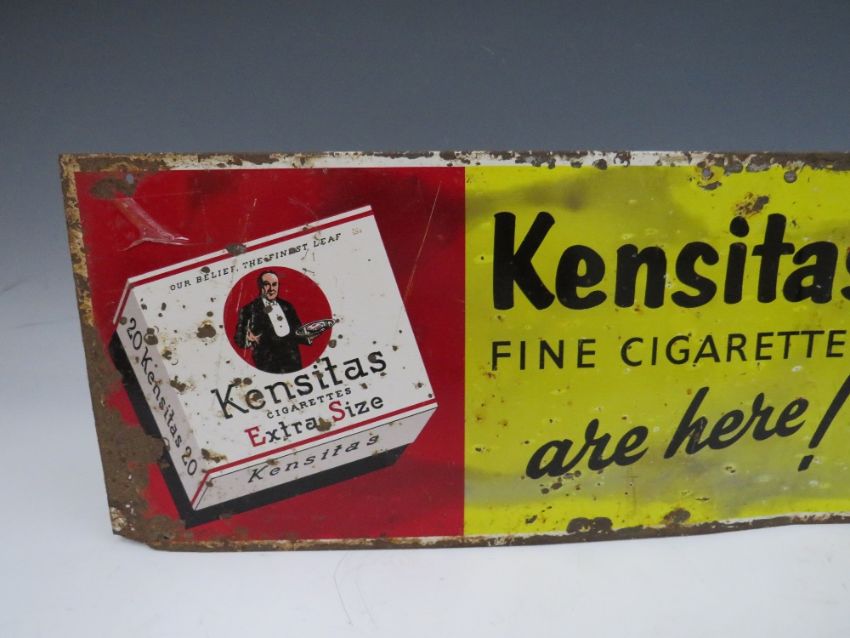 OUR BELIEF, THE FINEST LEAF
Kensitas
CIGARETTES
Extra Size
Kensitas
20 Kensitas 20
Kensitas
FINE CIGARETTE
are here!